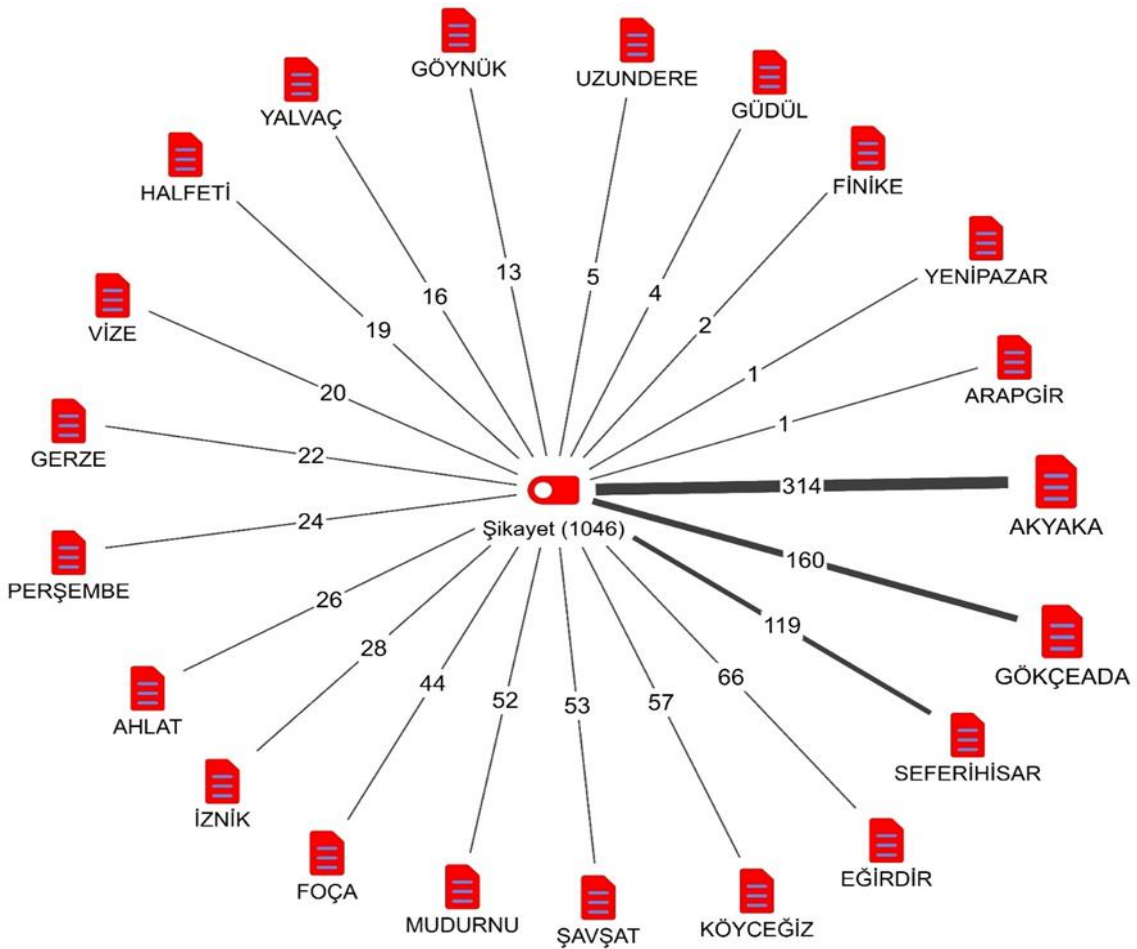 GÖYNÜK
UZUNDERE
YALVAÇ
GÜDÜL
HALFETİ
FİNİKE
YENİPAZAR
VİZE
ARAPGİR
GERZE
AKYAKA
PERŞEMBE
GÖKÇEADA
AHLAT
SEFERİHİSAR
İZNİK
EĞİRDİR
FOÇA
MUDURNU
ŞAVŞAT
KÖYCEĞİZ
Şikayet (1046)
13
5
4
16
2
19
1
20
1
22
314
24
160
26
119
28
66
44
52
53
57